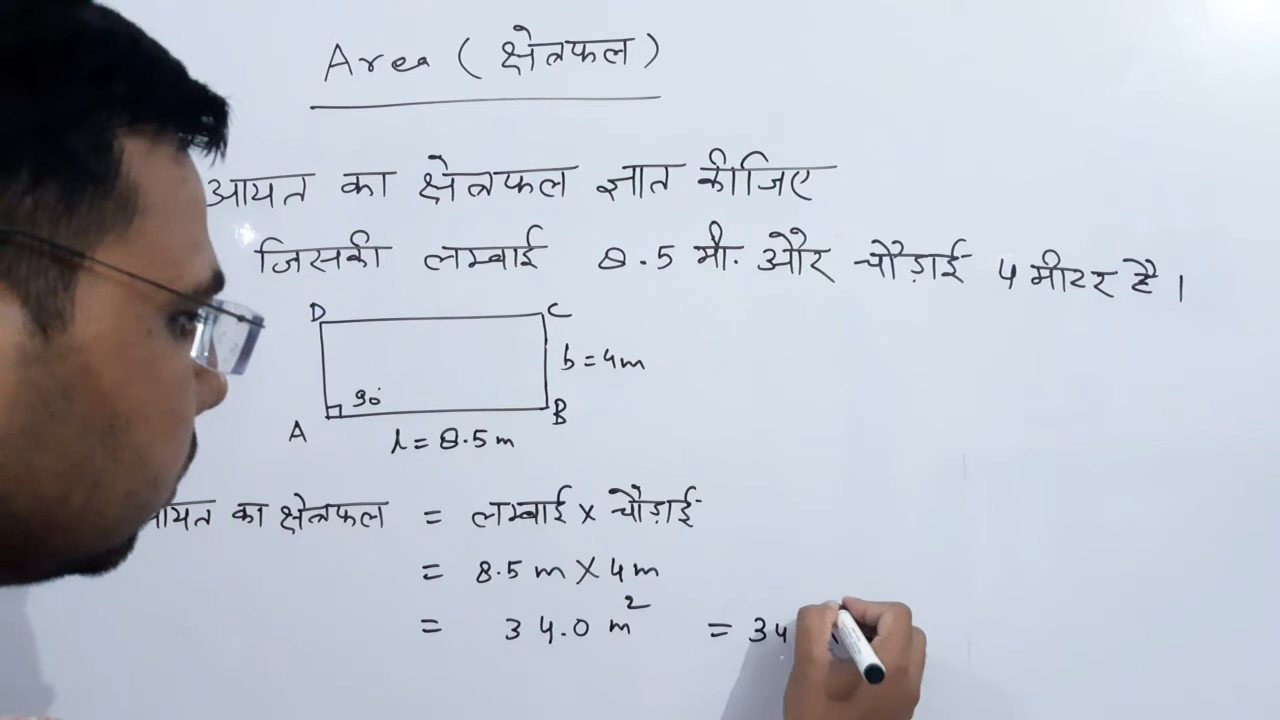 Area (क्षेत्रफल)
आयत का क्षेत्रफल ज्ञात कीजिए
जिसकी लम्बाई 8.5 मी. और चौड़ाई 4 मीटर है।
D C
b = 4m
90°
A B
l = 8.5 m
का क्षेत्रफल = लम्बाई × चौड़ाई
= 8.5 m × 4 m
= 34.0 m² = 34